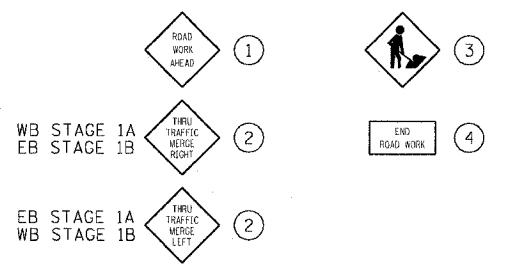 ROAD
WORK
AHEAD
1
3
WB STAGE 1A
EB STAGE 1B
THRU
TRAFFIC
MERGE
RIGHT
2
END
ROAD WORK
4
EB STAGE 1A
WB STAGE 1B
THRU
TRAFFIC
MERGE
LEFT
2